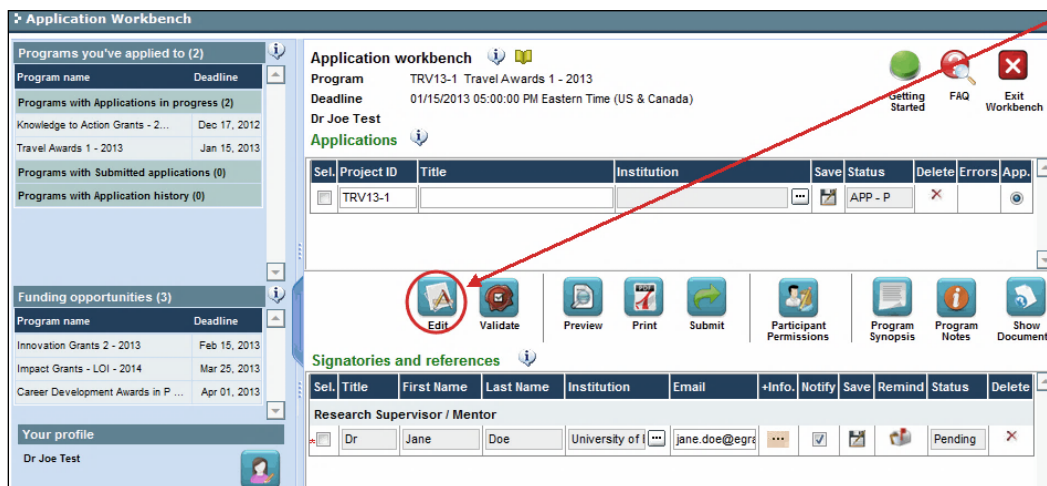 Application Workbench
Programs you've applied to (2)
Program name Deadline
Programs with Applications in progress (2)
Knowledge to Action Grants - 2... Dec 17, 2012
Travel Awards 1 - 2013 Jan 15, 2013
Programs with Submitted applications (0)
Programs with Application history (0)
Funding opportunities (3)
Program name Deadline
Innovation Grants 2 - 2013 Feb 15, 2013
Impact Grants - LOI - 2014 Mar 25, 2013
Career Development Awards in P ... Apr 01, 2013
Your profile
Dr Joe Test
Application workbench
Program TRV13-1 Travel Awards 1 - 2013
Deadline 01/15/2013 05:00:00 PM Eastern Time (US & Canada)
Dr Joe Test
Getting Started
FAQ
Exit Workbench
Applications
Sel. Project ID Title Institution Save Status Delete Errors App.
TRV13-1 ... APP - P
Edit Validate Preview Print Submit Participant Permissions Program Synopsis Program Notes Show Document
Signatories and references
Sel. Title First Name Last Name Institution Email +Info. Notify Save Remind Status Delete
Research Supervisor / Mentor
* Dr Jane Doe University of ... jane.doe@egra ... Pending